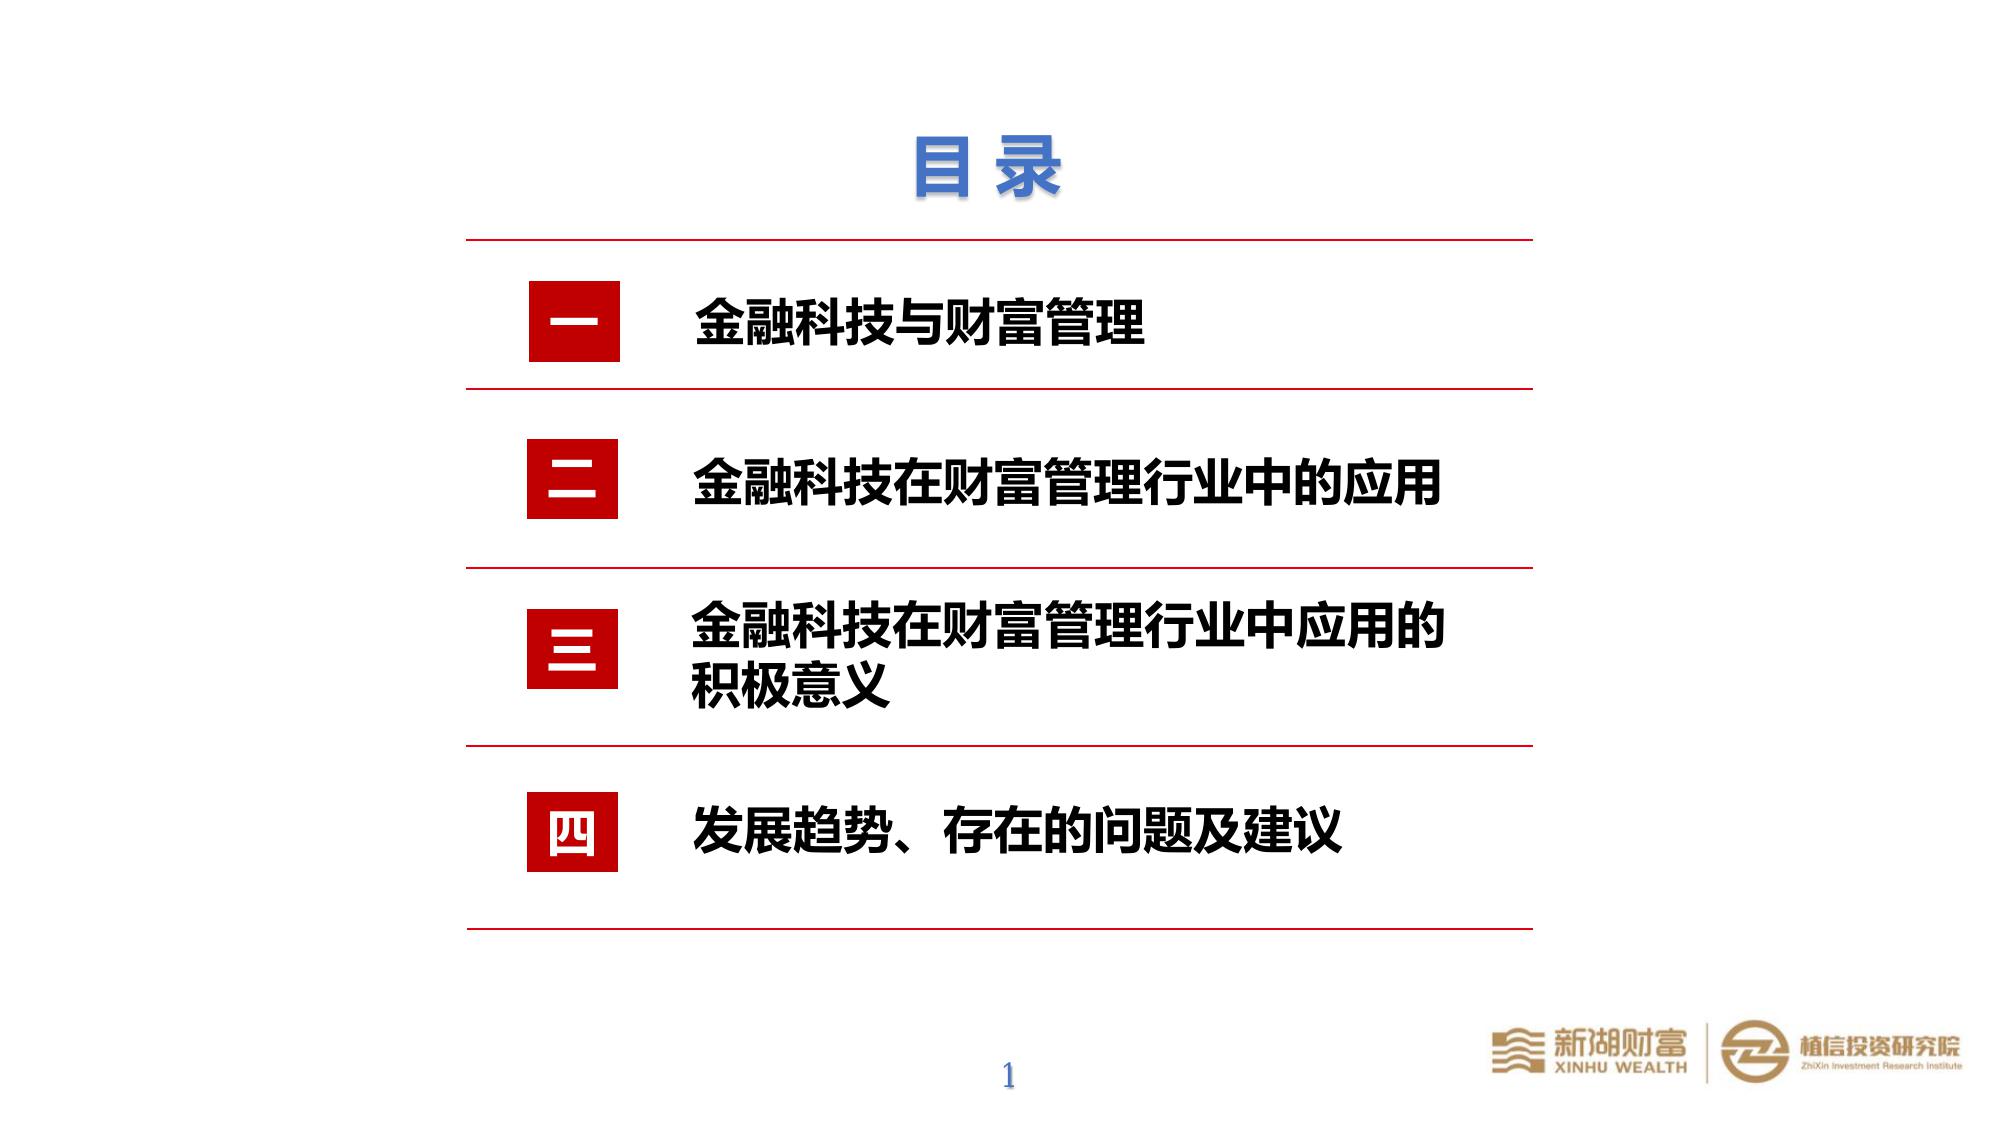 目 录
一
金融科技与财富管理
二
金融科技在财富管理行业中的应用
三
金融科技在财富管理行业中应用的
积极意义
四
发展趋势、存在的问题及建议
1
新湖财富
XINHU WEALTH
植信投资研究院
ZhiXin Investment Research Institute